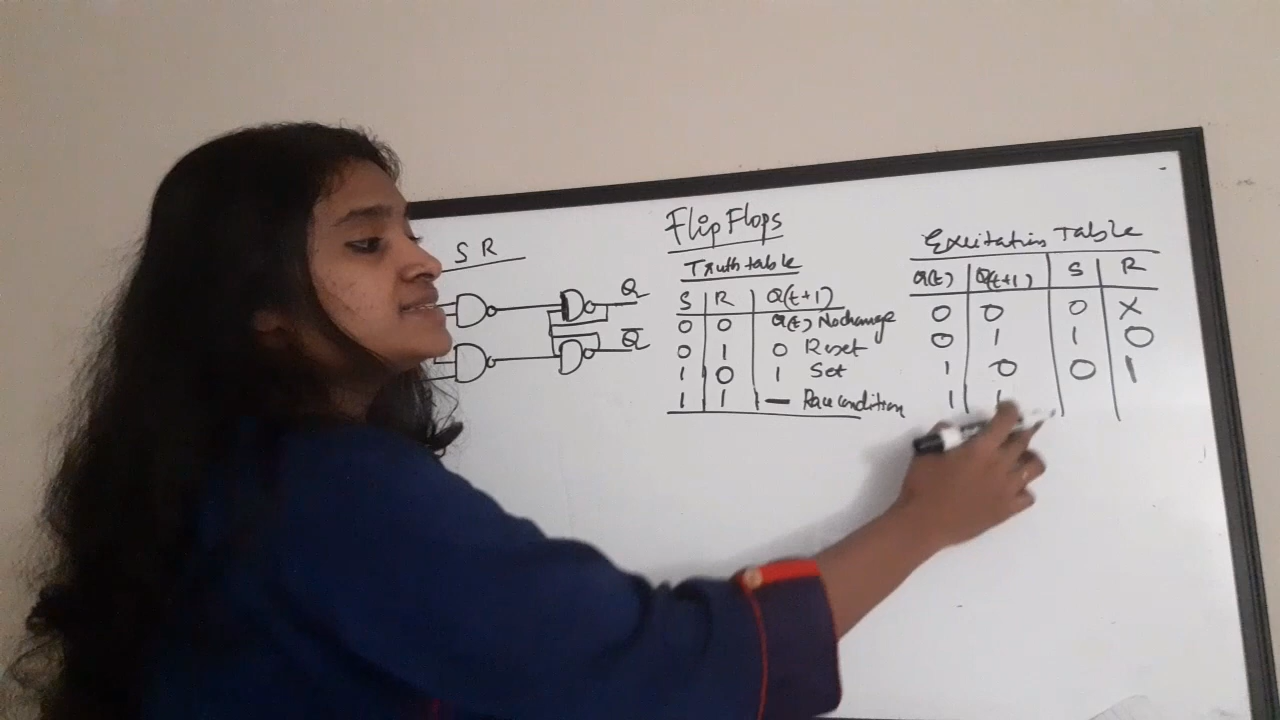 Flip Flops
S R
Q
Q̅
Truth table
S R Q(t+1)
0 0 Q(t) No change
0 1 0 Reset
1 0 1 Set
1 1 — Race condition
Excitation Table
Q(t) Q(t+1) S R
0 0 0 X
0 1 1 0
1 0 0 1
1 1